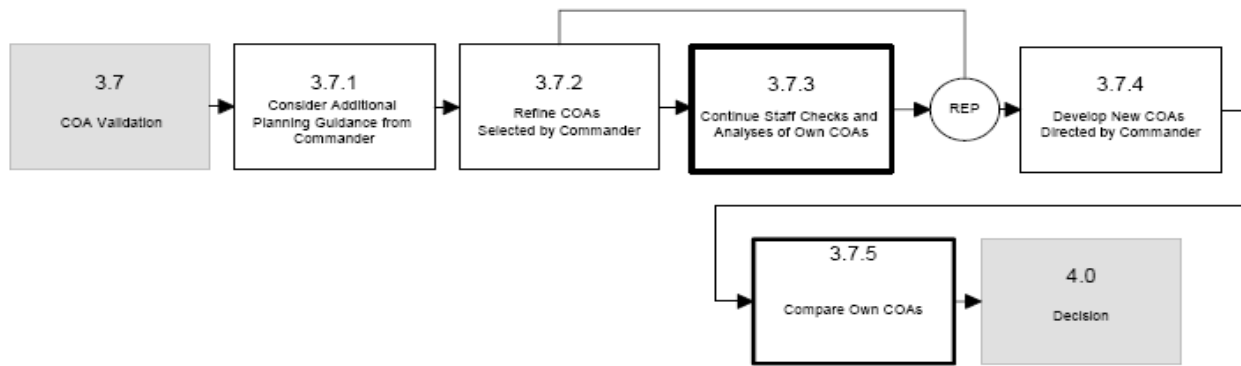 3.7
COA Validation
3.7.1
Consider Additional
Planning Guidance from
Commander
3.7.2
Refine COAs
Selected by Commander
3.7.3
Continue Staff Checks and
Analyses of Own COAs
REP
3.7.4
Develop New COAs
Directed by Commander
3.7.5
Compare Own COAs
4.0
Decision